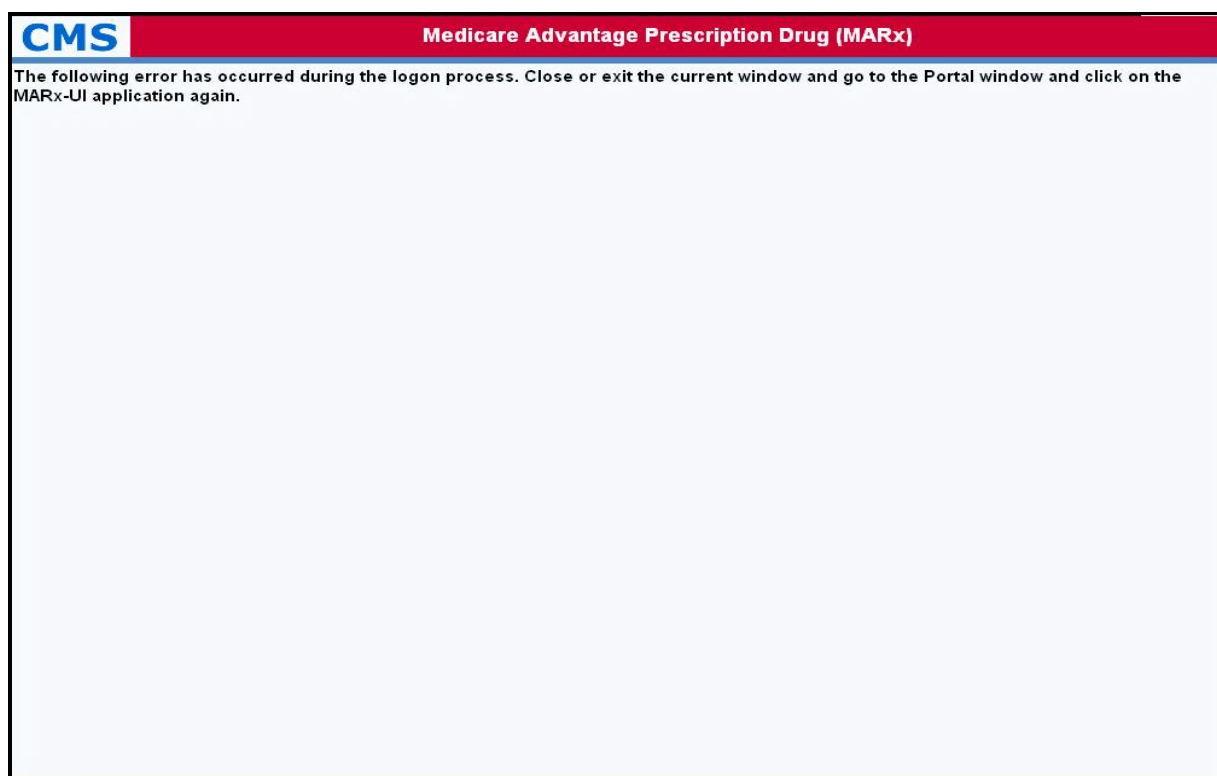 CMS
Medicare Advantage Prescription Drug (MARx)
The following error has occurred during the logon process. Close or exit the current window and go to the Portal window and click on the
MARx-UI application again.